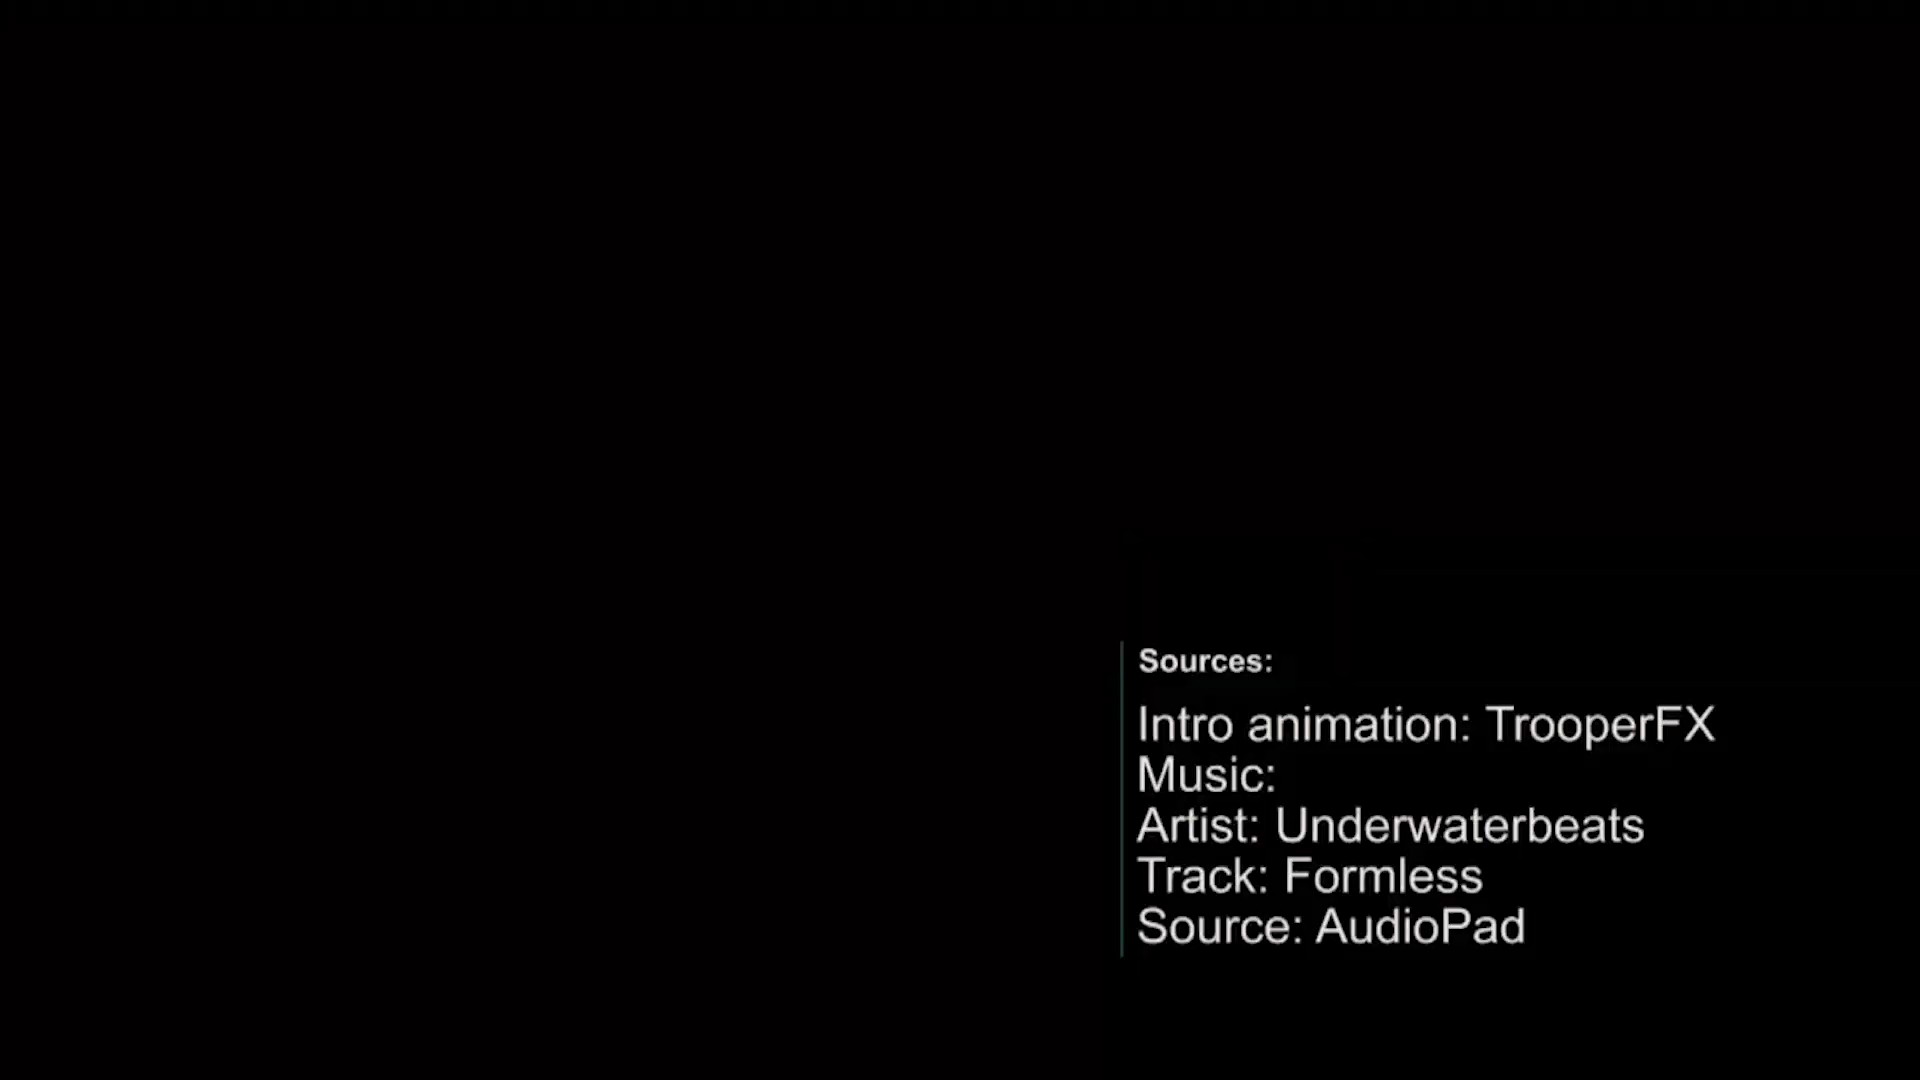 Sources:
Intro animation: TrooperFX
Music:
Artist: Underwaterbeats
Track: Formless
Source: AudioPad